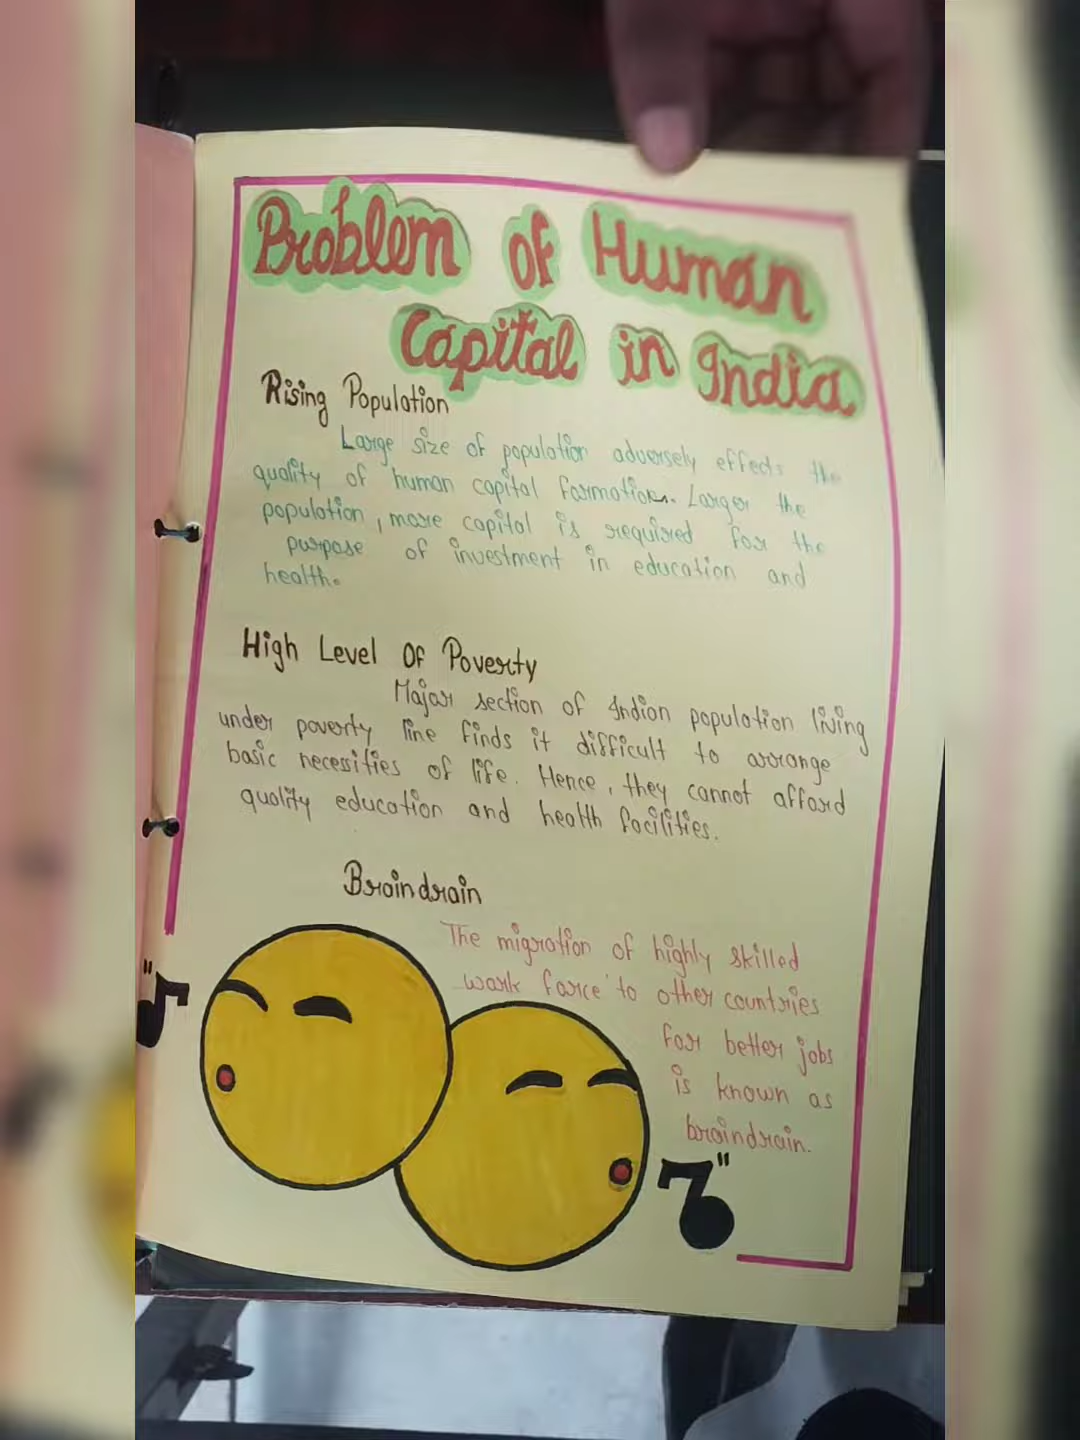 Problem of Human
Capital in India
Rising Population
Large size of population adversely effects the
quality of human capital formation. Larger the
population, more capital is required for the
purpose of investment in education and
health.
High Level Of Poverty
Major section of Indian population living
under poverty line finds it difficult to arrange
basic necesities of life. Hence, they cannot afford
quality education and health facilities.
Braindrain
The migration of highly skilled
work force to other countries
for better jobs
is known as
braindrain.